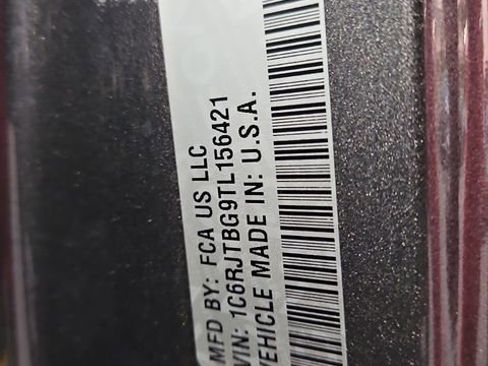 MFD BY: FCA US LLC
VIN: 1C6RJTBG9TL156421
VEHICLE MADE IN: U.S.A.